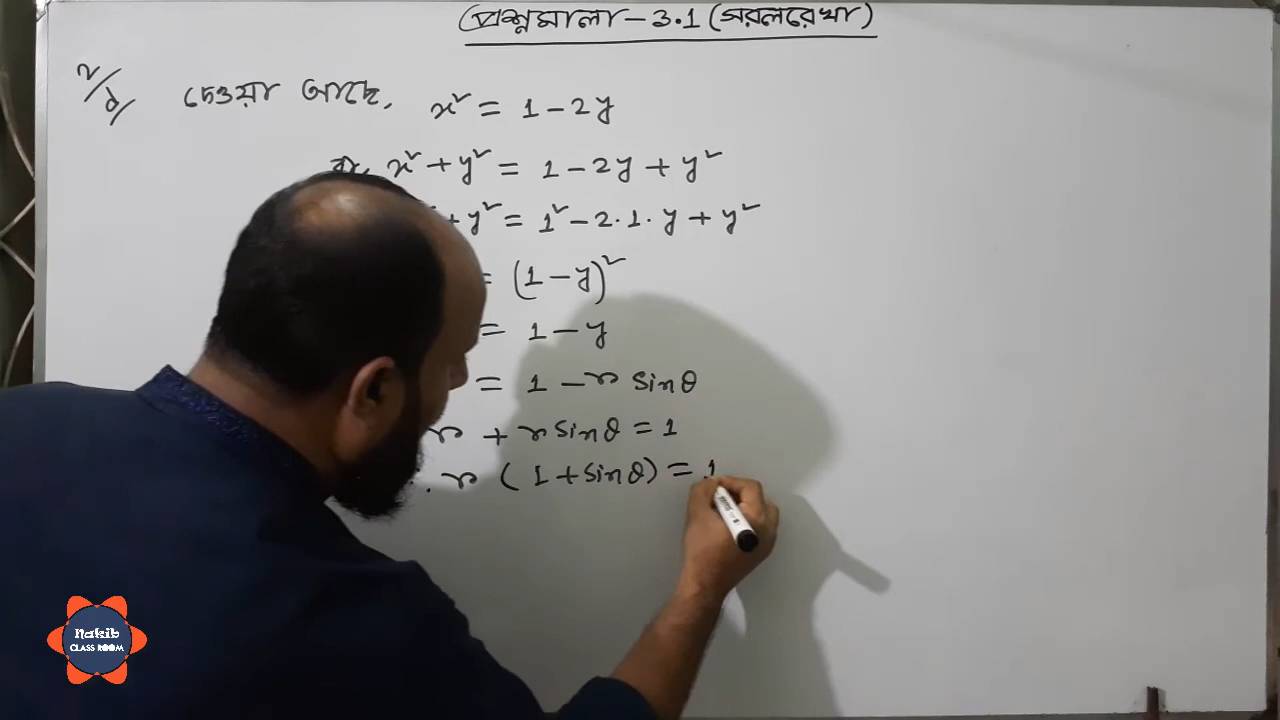 প্রশ্নমালা - 3.1 (সরলরেখা)
দেওয়া আছে, x² = 1 - 2y
বা, x² + y² = 1 - 2y + y²
+ y² = 1² - 2·1·y + y²
= (1 - y)²
= 1 - y
= 1 - r sinθ
r + r sinθ = 1
r (1 + sinθ) = 1
Nakib
CLASS ROOM